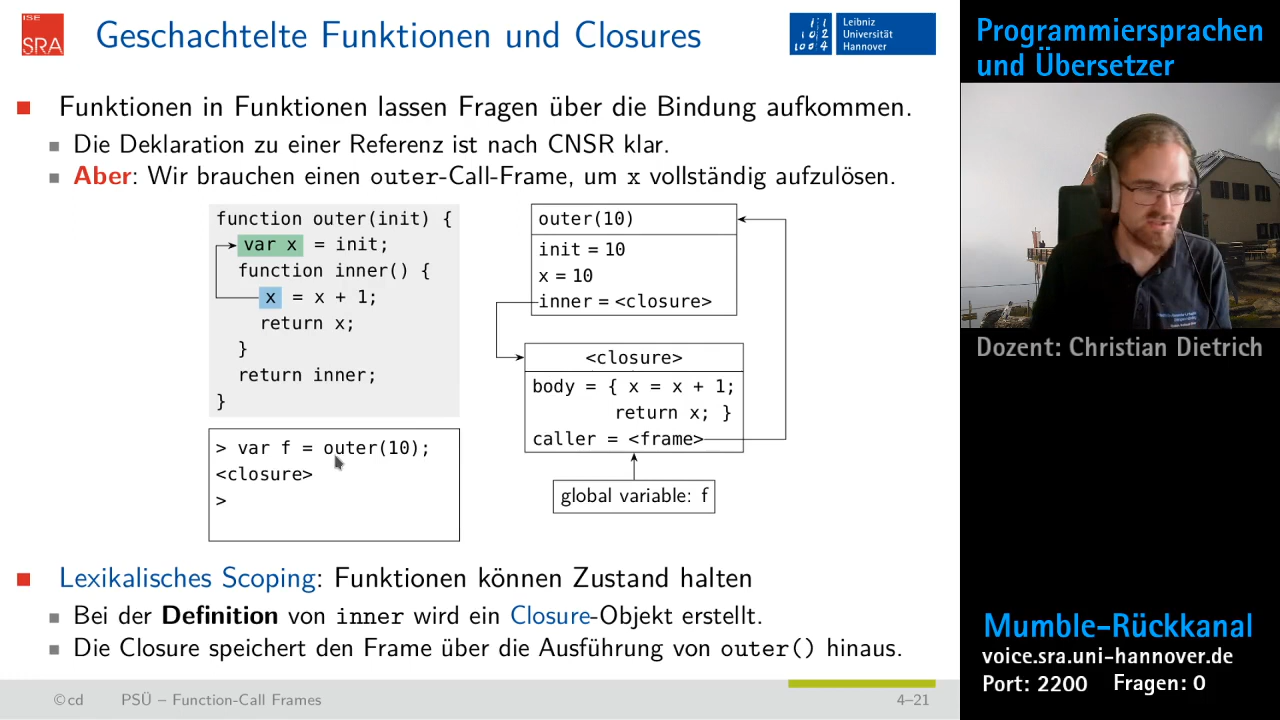 ISE
SRA
Geschachtelte Funktionen und Closures
Leibniz
Universität
Hannover
Funktionen in Funktionen lassen Fragen über die Bindung aufkommen.
Die Deklaration zu einer Referenz ist nach CNSR klar.
Aber: Wir brauchen einen outer-Call-Frame, um x vollständig aufzulösen.
function outer(init) {
var x = init;
function inner() {
x = x + 1;
return x;
}
return inner;
}
> var f = outer(10);
<closure>
>
outer(10)
init = 10
x = 10
inner = <closure>
<closure>
body = { x = x + 1;
return x; }
caller = <frame>
global variable: f
Lexikalisches Scoping: Funktionen können Zustand halten
Bei der Definition von inner wird ein Closure-Objekt erstellt.
Die Closure speichert den Frame über die Ausführung von outer() hinaus.
©cd PSÜ – Function-Call Frames 4–21
Programmiersprachen
und Übersetzer
Dozent: Christian Dietrich
Mumble-Rückkanal
voice.sra.uni-hannover.de
Port: 2200 Fragen: 0